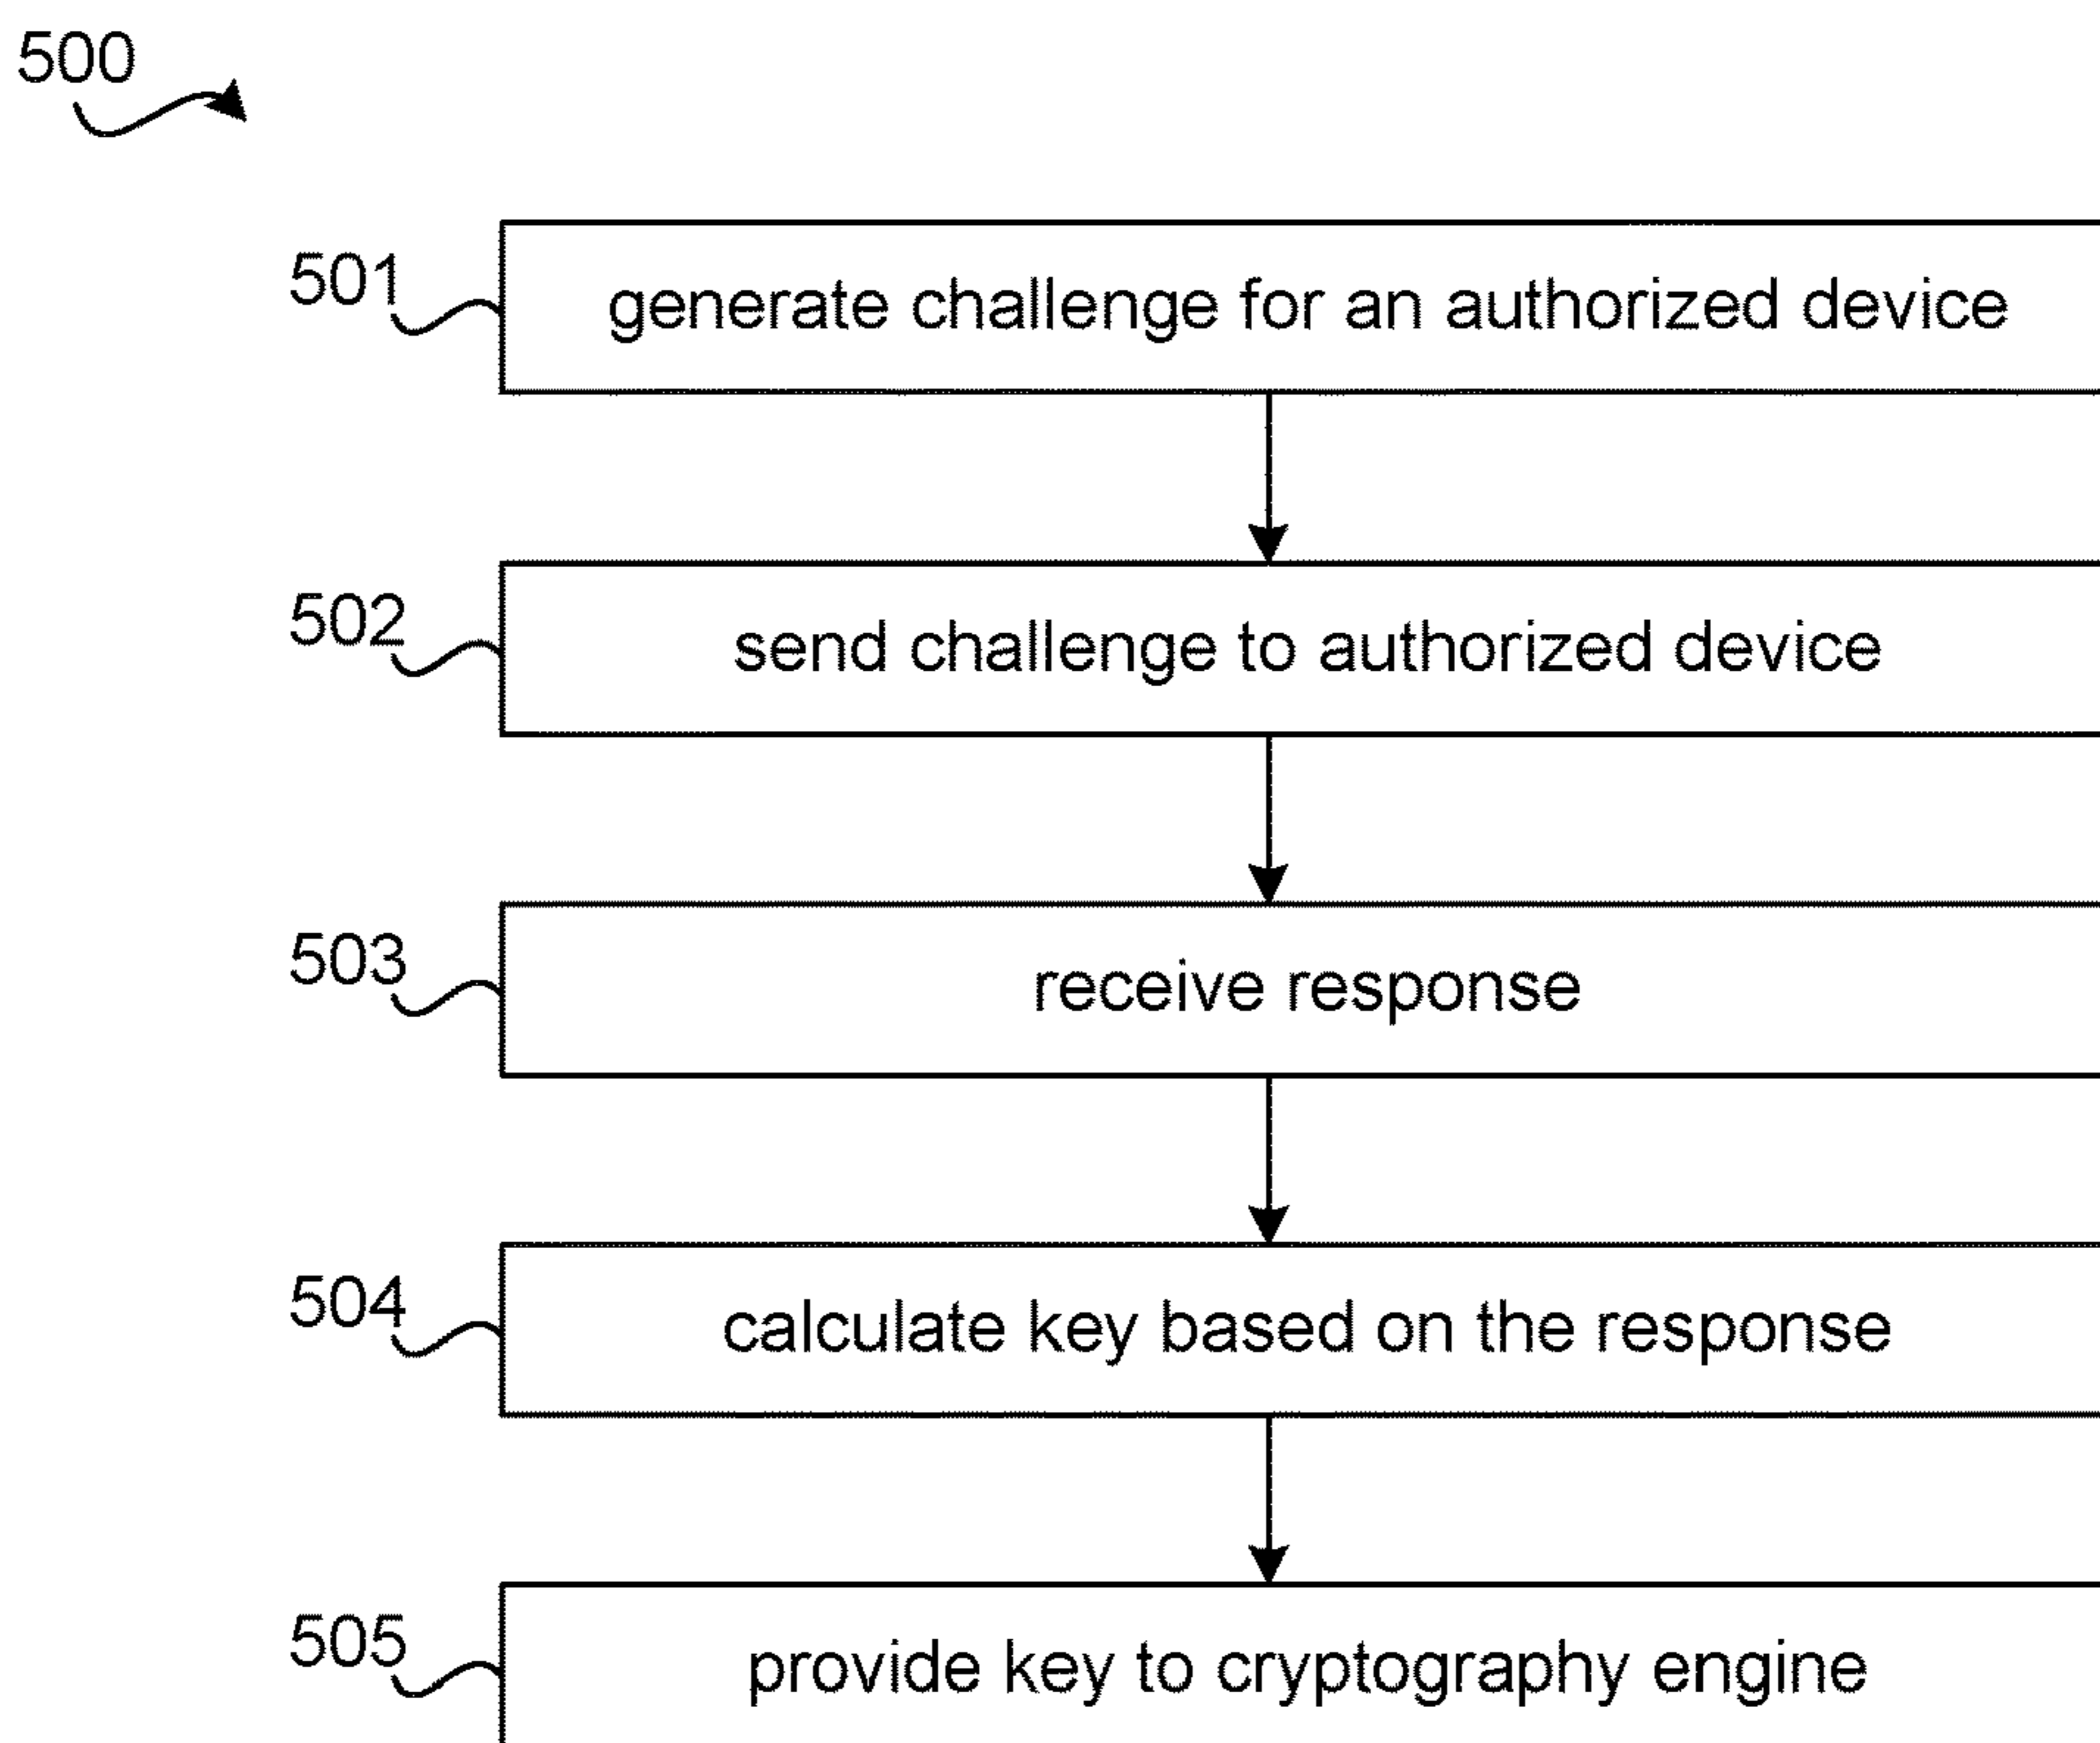 500
501 generate challenge for an authorized device
502 send challenge to authorized device
503 receive response
504 calculate key based on the response
505 provide key to cryptography engine